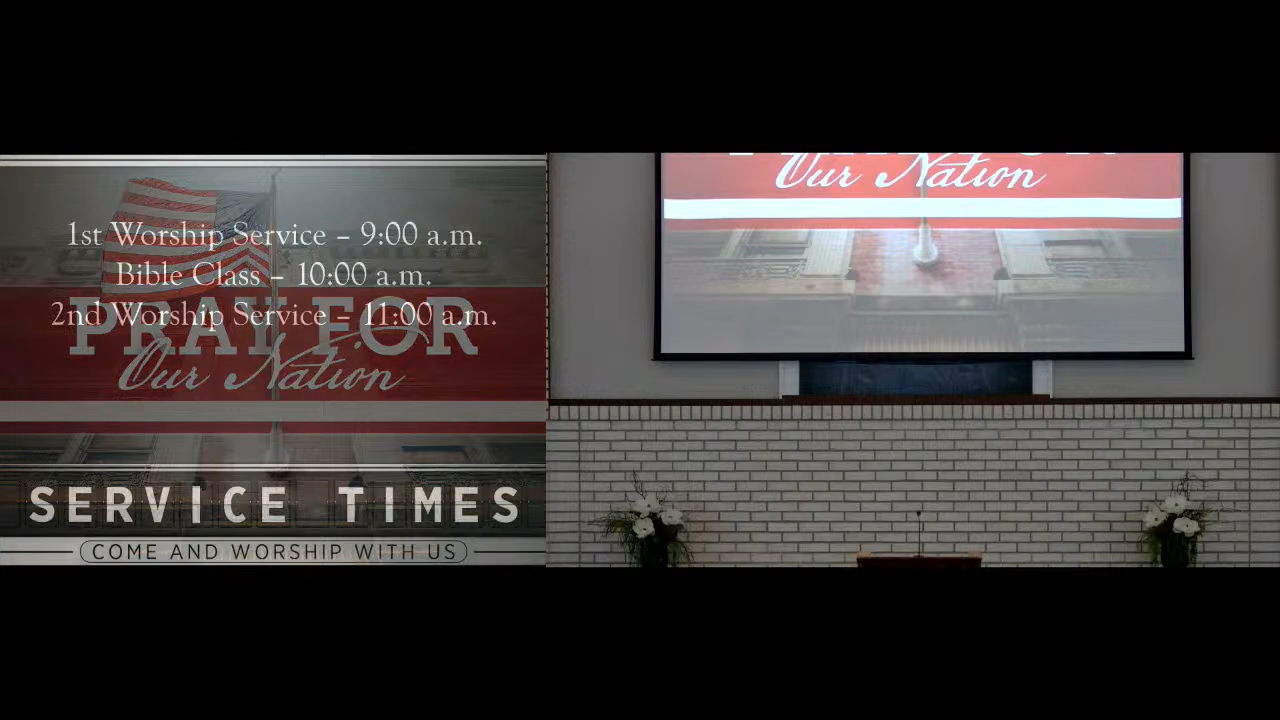 1st Worship Service – 9:00 a.m.
Bible Class – 10:00 a.m.
2nd Worship Service – 11:00 a.m.
PRAY FOR
Our Nation
SERVICE TIMES
COME AND WORSHIP WITH US
Our Nation